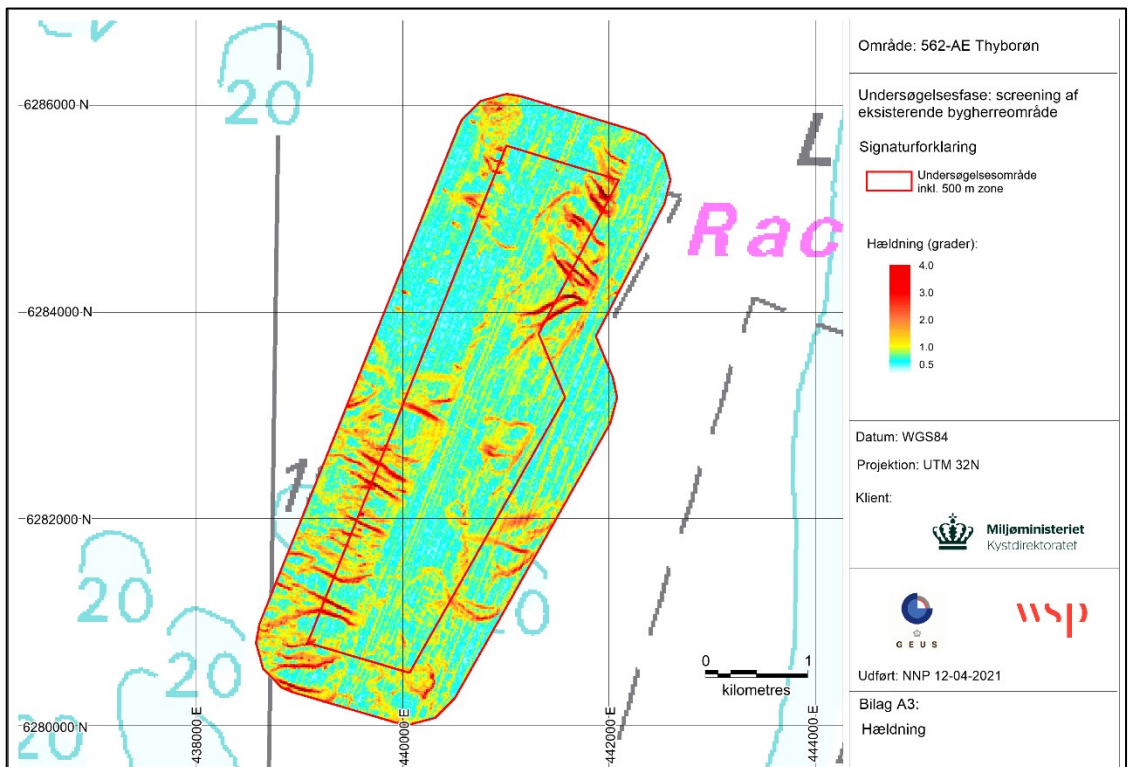 20
6286000 N
6284000 N
6282000 N
6280000 N
20
20
20
438000 E
440000 E
442000 E
444000 E
Rac
0 1
kilometres
Område: 562-AE Thyborøn
Undersøgelsesfase: screening af
eksisterende bygherreområde
Signaturforklaring
Undersøgelsesområde
inkl. 500 m zone
Hældning (grader):
4.0
3.0
2.0
1.0
0.5
Datum: WGS84
Projektion: UTM 32N
Klient:
Miljøministeriet
Kystdirektoratet
GEUS
wsp
Udført: NNP 12-04-2021
Bilag A3:
Hældning